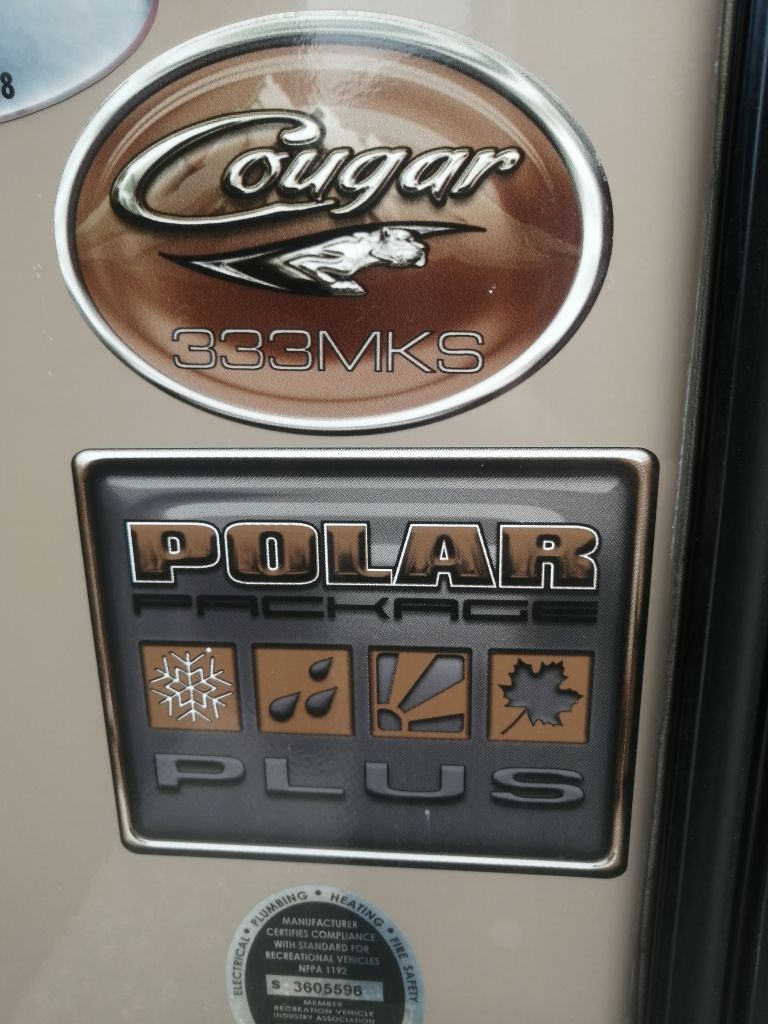 8
Cougar
333MKS
POLAR
PACKAGE
PLUS
ELECTRICAL • PLUMBING • HEATING • FIRE SAFETY
MANUFACTURER
CERTIFIES COMPLIANCE
WITH STANDARD FOR
RECREATIONAL VEHICLES
NFPA 1192
S 3605596
MEMBER
RECREATION VEHICLE
INDUSTRY ASSOCIATION